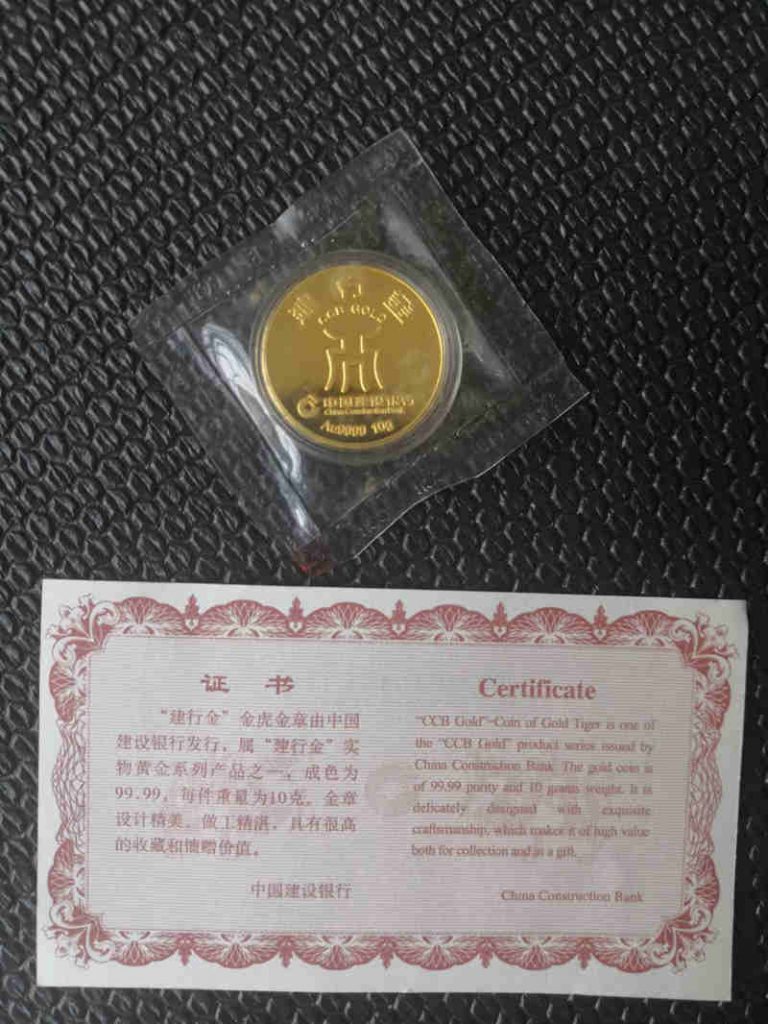 CCB GOLD
中国建设银行
China Construction Bank
Au9999 10g
证 书
“建行金”金虎金章由中国
建设银行发行，属“建行金”实
物黄金系列产品之一，成色为
99.99，每件重量为10克。金章
设计精美，做工精湛，具有很高
的收藏和馈赠价值。
中国建设银行
Certificate
"CCB Gold"-Coin of Gold Tiger is one of
the "CCB Gold" product series issued by
China Construction Bank. The gold coin is
of 99.99 purity and 10 grams weight. It is
delicately designed with exquisite
craftsmanship, which makes it of high value
both for collection and as a gift.
China Construction Bank